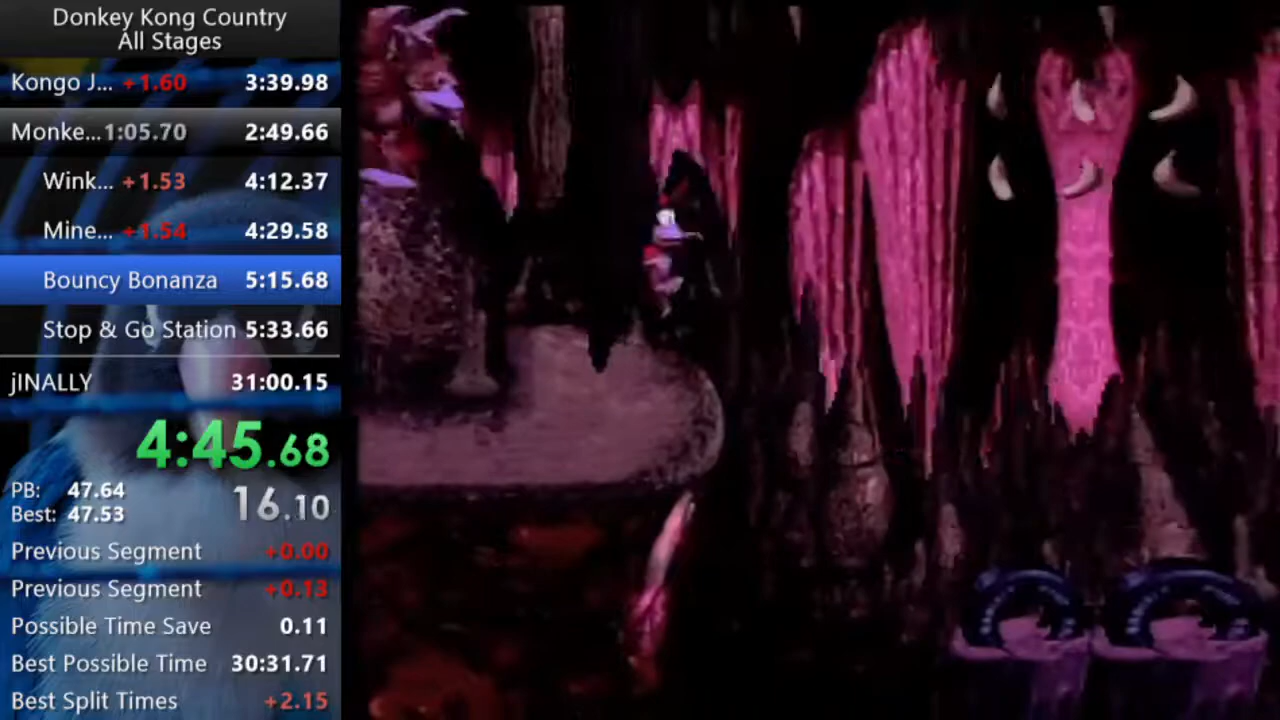 Donkey Kong Country
All Stages
Kongo J... +1.60 3:39.98
Monke... 1:05.70 2:49.66
Wink... +1.53 4:12.37
Mine... +1.54 4:29.58
Bouncy Bonanza 5:15.68
Stop & Go Station 5:33.66
jINALLY 31:00.15
4:45.68
PB: 47.64
Best: 47.53
16.10
Previous Segment +0.00
Previous Segment +0.13
Possible Time Save 0.11
Best Possible Time 30:31.71
Best Split Times +2.15